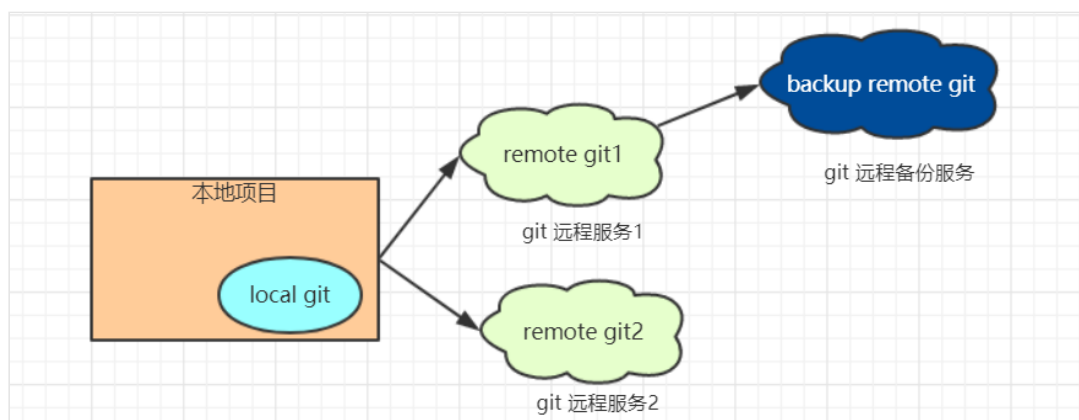 backup remote git
remote git1
git 远程备份服务
本地项目
git 远程服务1
local git
remote git2
git 远程服务2